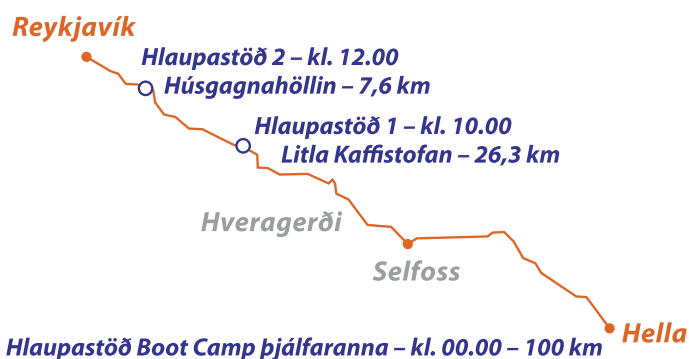 Reykjavík
Hlaupastöð 2 – kl. 12.00
Húsgagnahöllin – 7,6 km
Hlaupastöð 1 – kl. 10.00
Litla Kaffistofan – 26,3 km
Hveragerði
Selfoss
Hella
Hlaupastöð Boot Camp þjálfaranna – kl. 00.00 – 100 km